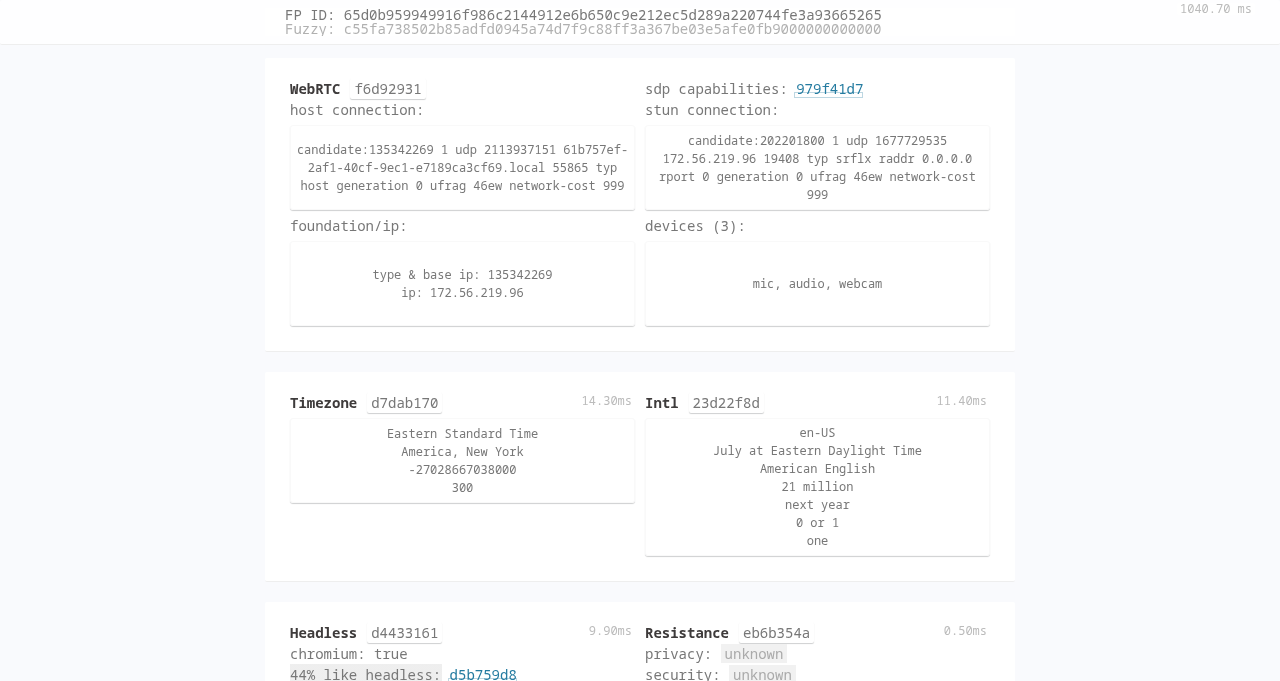 1040.70 ms
FP ID: 65d0b959949916f986c2144912e6b650c9e212ec5d289a220744fe3a93665265
Fuzzy: c55fa738502b85adfd0945a74d7f9c88ff3a367be03e5afe0fb9000000000000
WebRTC f6d92931
host connection:
candidate:135342269 1 udp 2113937151 61b757ef-
2af1-40cf-9ec1-e7189ca3cf69.local 55865 typ
host generation 0 ufrag 46ew network-cost 999
foundation/ip:
type & base ip: 135342269
ip: 172.56.219.96
sdp capabilities: 979f41d7
stun connection:
candidate:202201800 1 udp 1677729535
172.56.219.96 19408 typ srflx raddr 0.0.0.0
rport 0 generation 0 ufrag 46ew network-cost
999
devices (3):
mic, audio, webcam
Timezone d7dab170 14.30ms
Eastern Standard Time
America, New York
-27028667038000
300
Intl 23d22f8d 11.40ms
en-US
July at Eastern Daylight Time
American English
21 million
next year
0 or 1
one
Headless d4433161 9.90ms
chromium: true
44% like headless: d5b759d8
Resistance eb6b354a 0.50ms
privacy: unknown
security: unknown